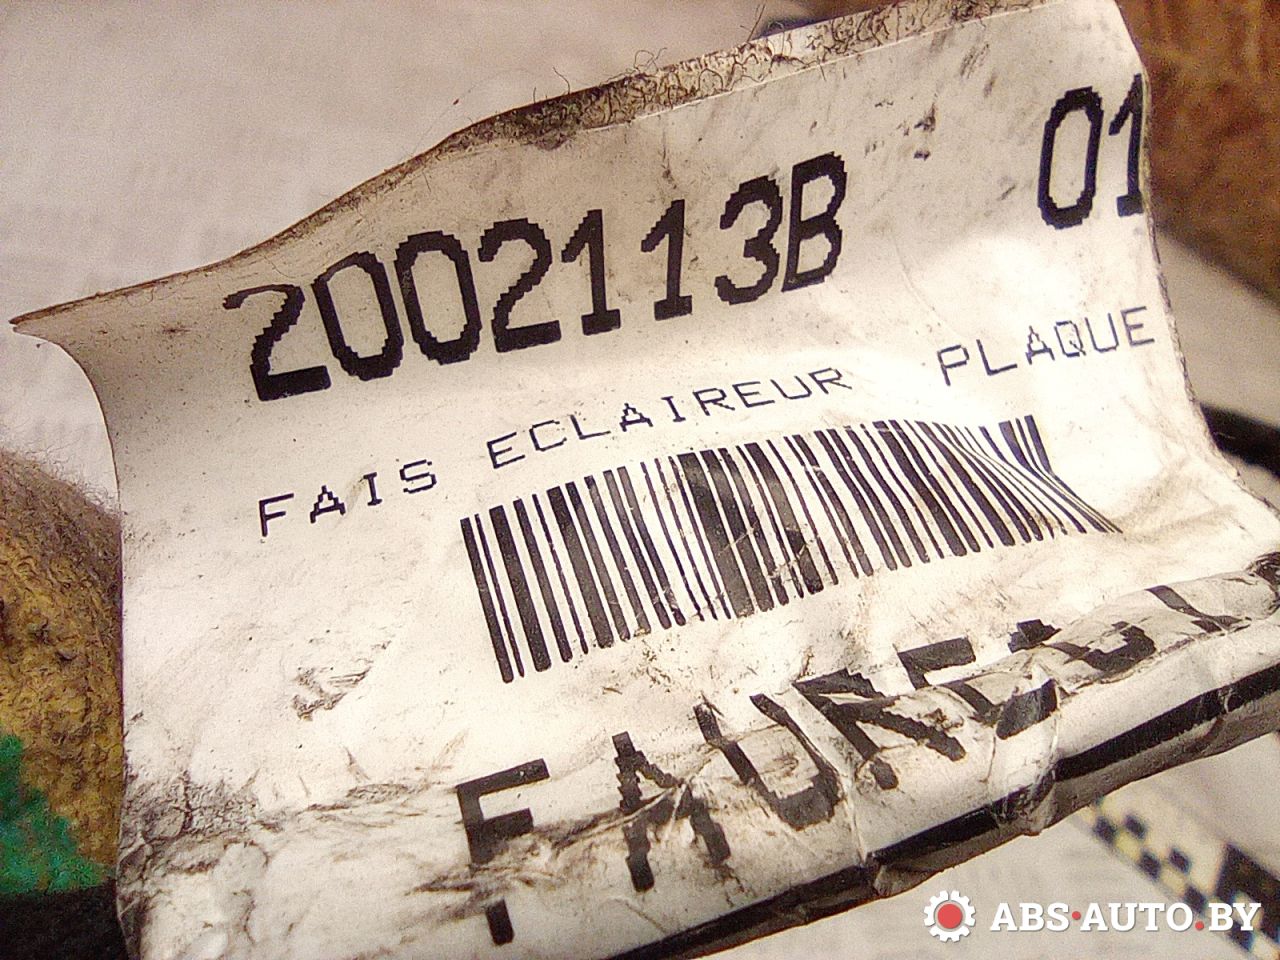 2002113B 01
FAIS ECLAIREUR PLAQUE
ABS·AUTO.BY